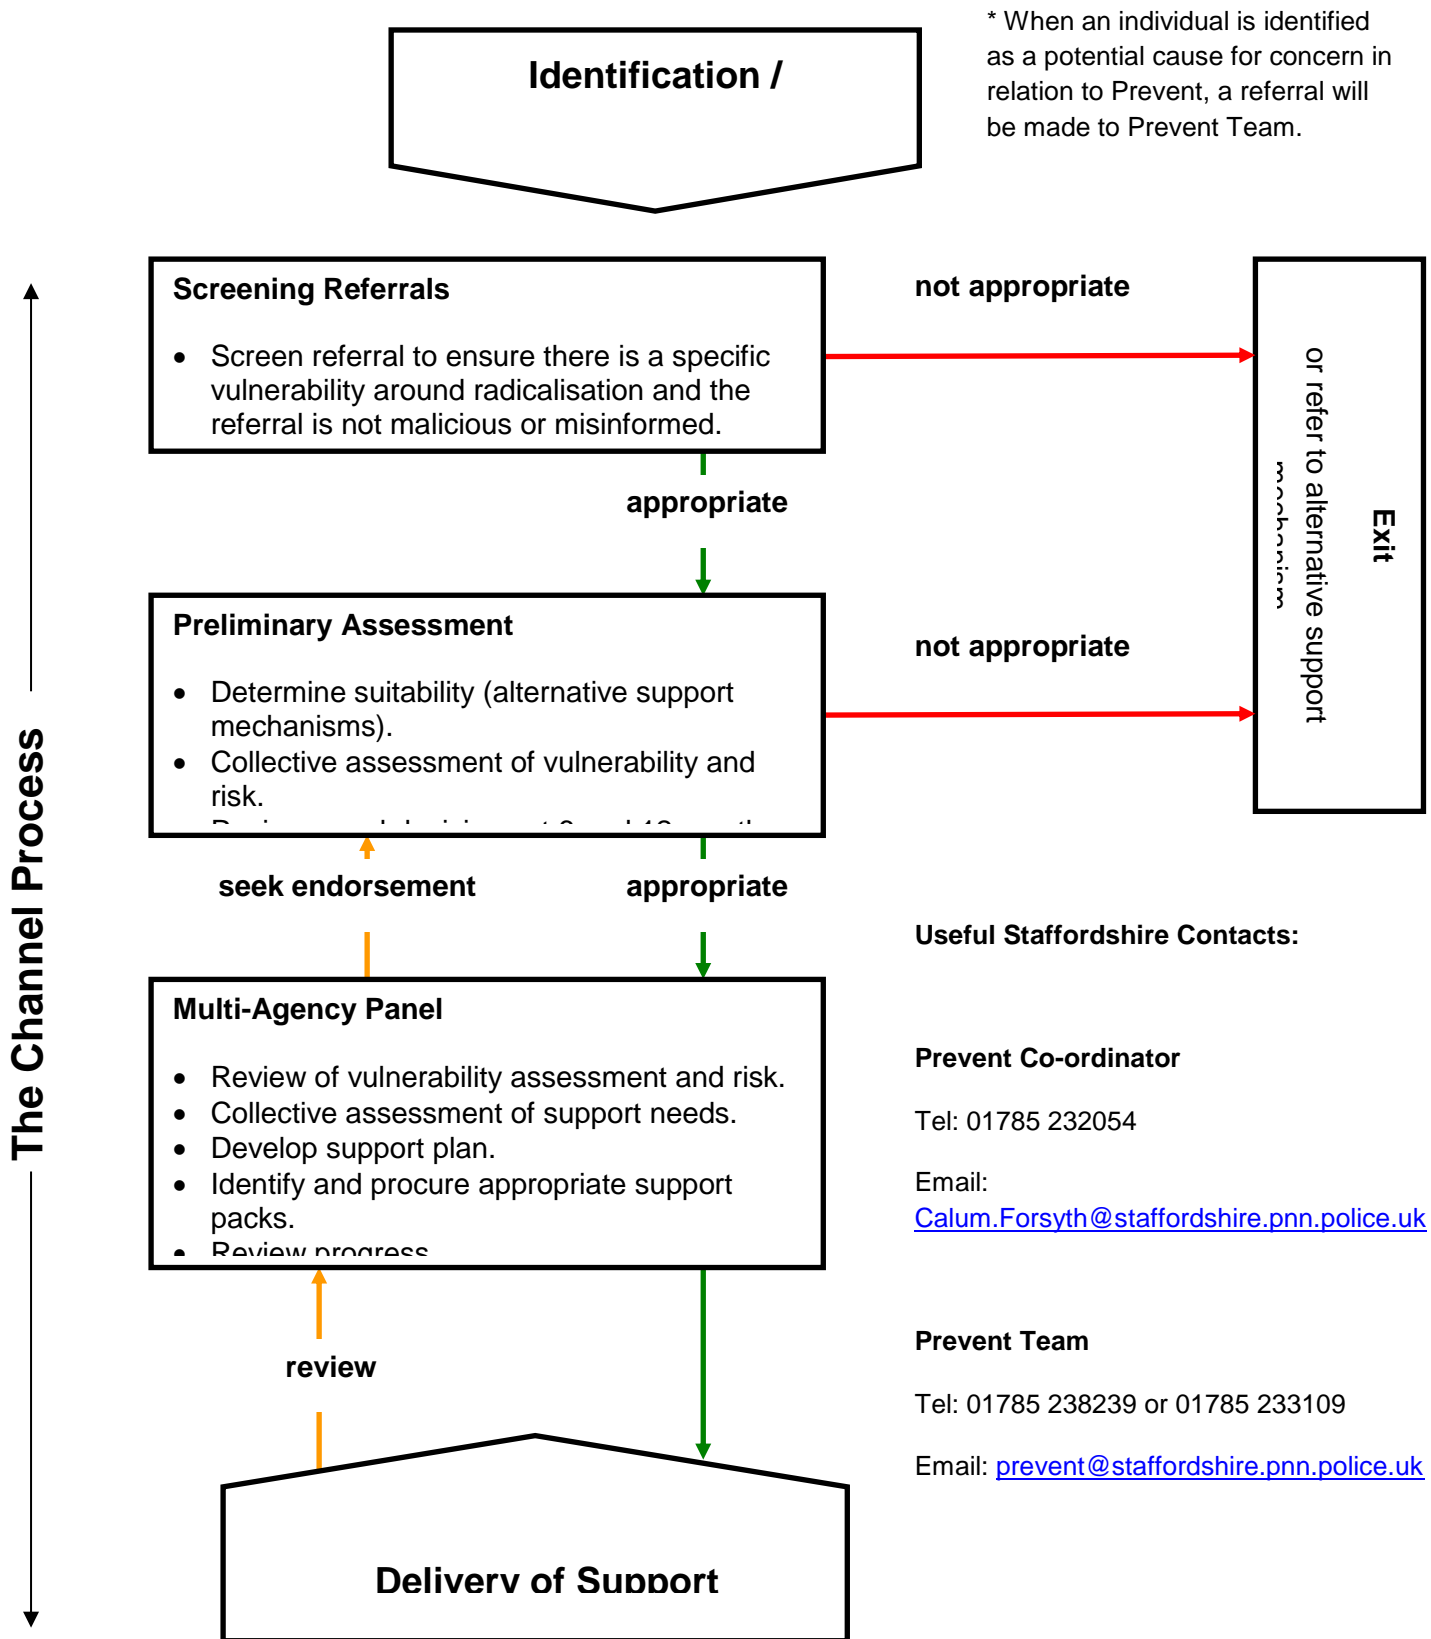 * When an individual is identified
as a potential cause for concern in
relation to Prevent, a referral will
be made to Prevent Team.
Identification /
The Channel Process
Screening Referrals
• Screen referral to ensure there is a specific
vulnerability around radicalisation and the
referral is not malicious or misinformed.
not appropriate
Exit
or refer to alternative support
mechanism
appropriate
Preliminary Assessment
• Determine suitability (alternative support
mechanisms).
• Collective assessment of vulnerability and
risk.
not appropriate
seek endorsement
appropriate
Multi-Agency Panel
• Review of vulnerability assessment and risk.
• Collective assessment of support needs.
• Develop support plan.
• Identify and procure appropriate support
packs.
• Review progress
review
Delivery of Support
Useful Staffordshire Contacts:
Prevent Co-ordinator
Tel: 01785 232054
Email:
Calum.Forsyth@staffordshire.pnn.police.uk
Prevent Team
Tel: 01785 238239 or 01785 233109
Email: prevent@staffordshire.pnn.police.uk